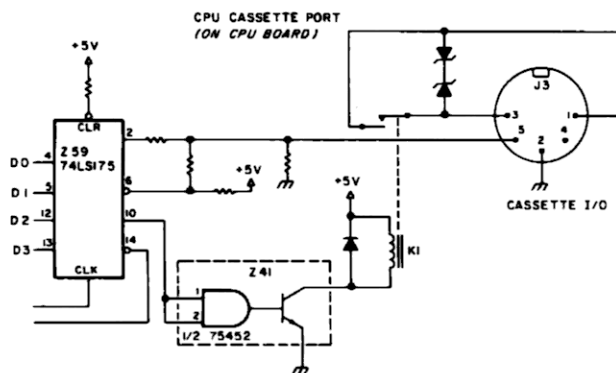 CPU CASSETTE PORT
(ON CPU BOARD)
+5V
J3
CLR
2
3
1
Z59
74LS175
5
4
D0
4
2
D1
5
6
+5V
D2
12
10
+5V
CASSETTE I/O
D3
13
14
K1
CLK
Z41
1
2
1/2 75452